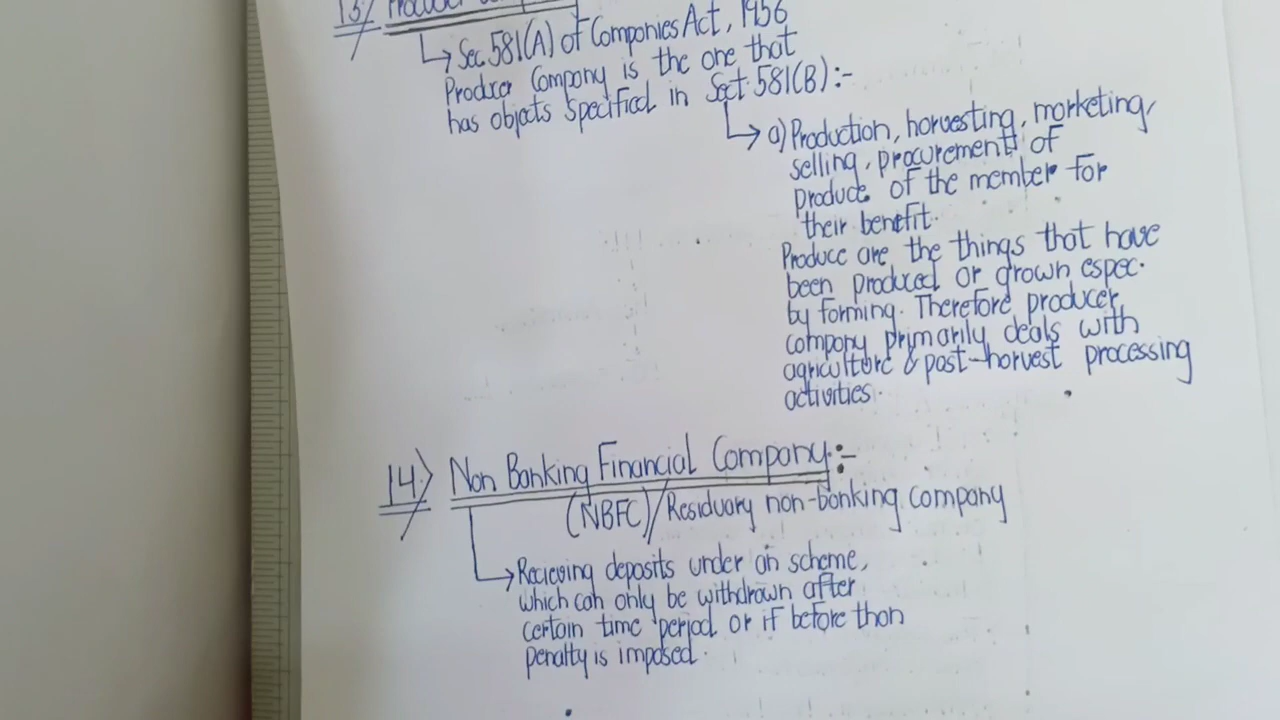 13) Producer
Sec. 581(A) of Companies Act, 1956
Producer Company is the one that
has objects specified in Sect. 581(B):-
a) Production, harvesting, marketing,
selling, procurement of
produce of the member for
their benefit.
Produce are the things that have
been produced or grown espec.
by farming. Therefore producer
company primarily deals with
agriculture & post-harvest processing
activities.
14) Non Banking Financial Company:-
(NBFC)/Residuary non-banking company
Recieving deposits under an scheme,
which can only be withdrawn after
certain time period or if before than
penalty is imposed.